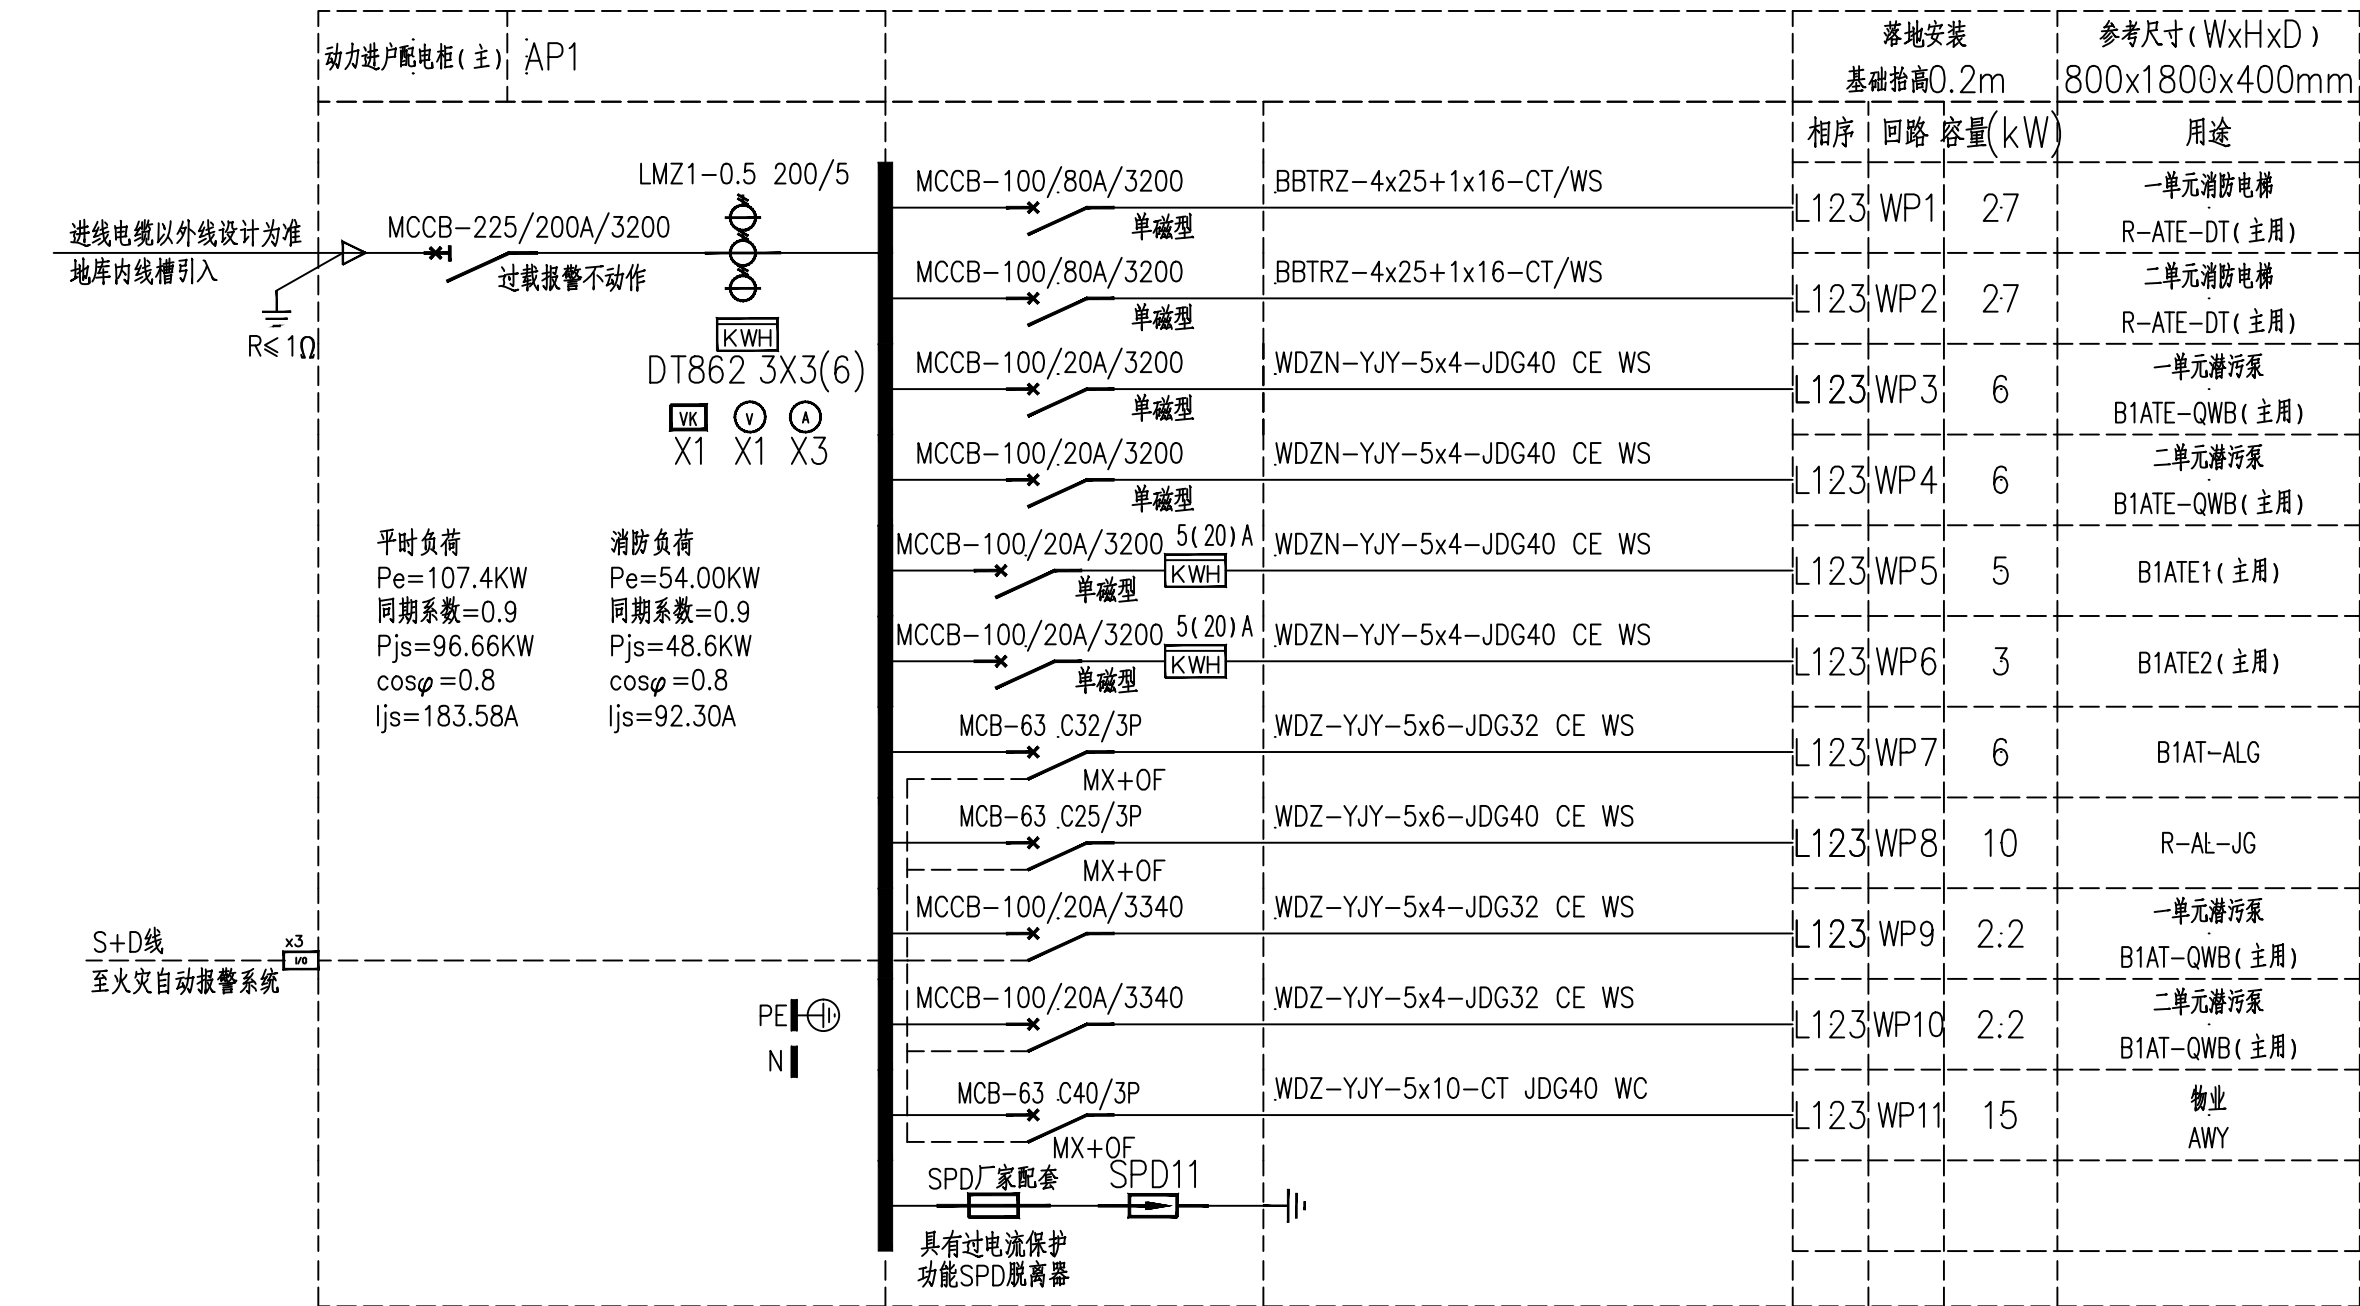 动力进户配电柜(主) AP1
落地安装
基础抬高0.2m
参考尺寸(WxHxD)
800x1800x400mm
相序 回路 容量(kW) 用途
进线电缆以外线设计为准
地库内线槽引入
R≤1Ω
MCCB-225/200A/3200
过载报警不动作
LMZ1-0.5 200/5
KWH
DT862 3X3(6)
VK V A
X1 X1 X3
平时负荷
Pe=107.4KW
同期系数=0.9
Pjs=96.66KW
cosφ=0.8
Ijs=183.58A
消防负荷
Pe=54.00KW
同期系数=0.9
Pjs=48.6KW
cosφ=0.8
Ijs=92.30A
S+D线
至火灾自动报警系统
x3
I/O
PE
N
MCCB-100/80A/3200 BBTRZ-4x25+1x16-CT/WS
单磁型
L123 WP1 27
一单元消防电梯
R-ATE-DT(主用)
MCCB-100/80A/3200 BBTRZ-4x25+1x16-CT/WS
单磁型
L123 WP2 27
二单元消防电梯
R-ATE-DT(主用)
MCCB-100/20A/3200 WDZN-YJY-5x4-JDG40 CE WS
单磁型
L123 WP3 6
一单元潜污泵
B1ATE-QWB(主用)
MCCB-100/20A/3200 WDZN-YJY-5x4-JDG40 CE WS
单磁型
L123 WP4 6
二单元潜污泵
B1ATE-QWB(主用)
MCCB-100/20A/3200 5(20)A WDZN-YJY-5x4-JDG40 CE WS
单磁型 KWH
L123 WP5 5 B1ATE1(主用)
MCCB-100/20A/3200 5(20)A WDZN-YJY-5x4-JDG40 CE WS
单磁型 KWH
L123 WP6 3 B1ATE2(主用)
MCB-63 C32/3P WDZ-YJY-5x6-JDG32 CE WS
MX+OF
L123 WP7 6 B1AT-ALG
MCB-63 C25/3P WDZ-YJY-5x6-JDG40 CE WS
MX+OF
L123 WP8 10 R-AL-JG
MCCB-100/20A/3340 WDZ-YJY-5x4-JDG32 CE WS
L123 WP9 2.2
一单元潜污泵
B1AT-QWB(主用)
MCCB-100/20A/3340 WDZ-YJY-5x4-JDG32 CE WS
L123 WP10 2.2
二单元潜污泵
B1AT-QWB(主用)
MCB-63 C40/3P WDZ-YJY-5x10-CT JDG40 WC
MX+OF
L123 WP11 15
物业
AWY
SPD厂家配套 SPD11
具有过电流保护
功能SPD脱离器